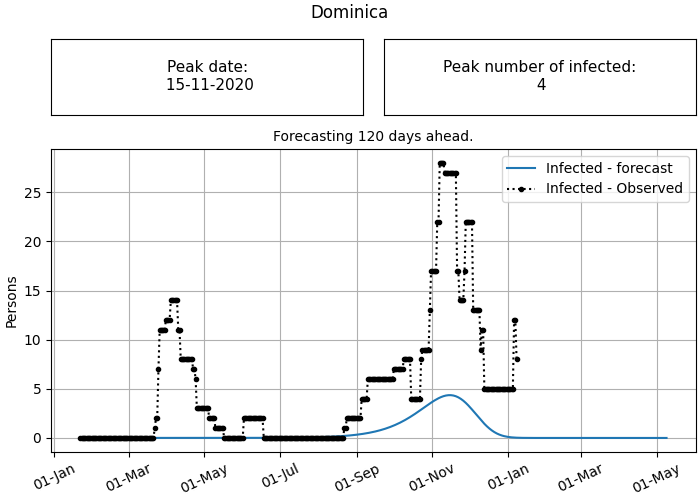 Dominica
Peak date:
15-11-2020
Peak number of infected:
4
Forecasting 120 days ahead.
Infected - forecast
Infected - Observed
Persons
25
20
15
10
5
0
01-Jan
01-Mar
01-May
01-Jul
01-Sep
01-Nov
01-Jan
01-Mar
01-May